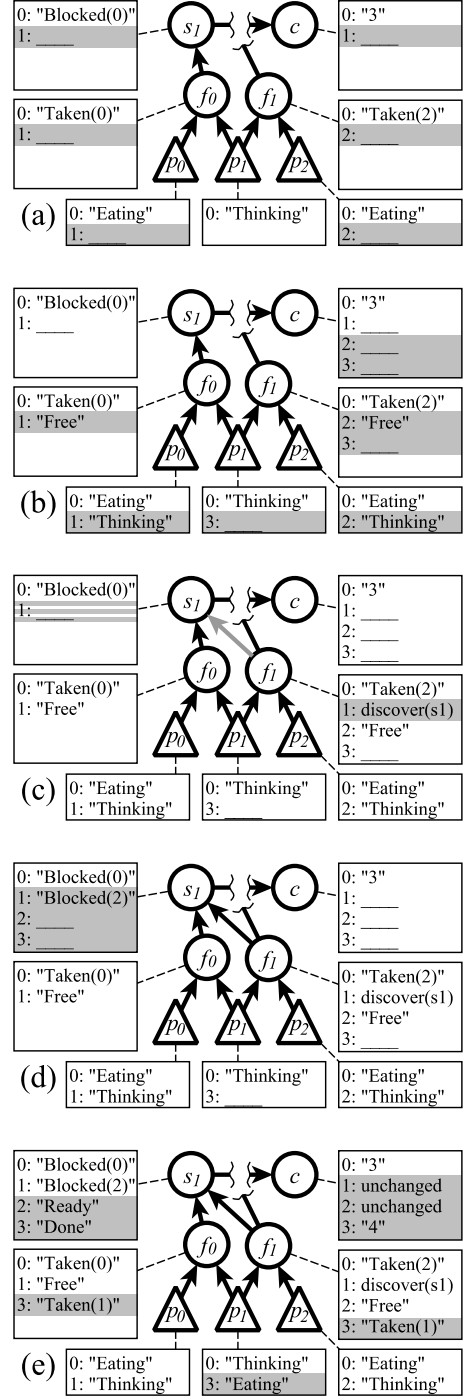 0: "Blocked(0)"
1: ____
s1
c
0: "3"
1: ____
0: "Taken(0)"
1: ____
f0
f1
0: "Taken(2)"
2: ____
p0
p1
p2
(a)
0: "Eating"
1: ____
0: "Thinking"
0: "Eating"
2: ____
0: "Blocked(0)"
1: ____
s1
c
0: "3"
1: ____
2: ____
3: ____
0: "Taken(0)"
1: "Free"
f0
f1
0: "Taken(2)"
2: "Free"
3: ____
p0
p1
p2
(b)
0: "Eating"
1: "Thinking"
0: "Thinking"
3: ____
0: "Eating"
2: "Thinking"
0: "Blocked(0)"
1: ____
s1
c
0: "3"
1: ____
2: ____
3: ____
0: "Taken(0)"
1: "Free"
f0
f1
0: "Taken(2)"
1: discover(s1)
2: "Free"
3: ____
p0
p1
p2
(c)
0: "Eating"
1: "Thinking"
0: "Thinking"
3: ____
0: "Eating"
2: "Thinking"
0: "Blocked(0)"
1: "Blocked(2)"
2: ____
3: ____
s1
c
0: "3"
1: ____
2: ____
3: ____
0: "Taken(0)"
1: "Free"
f0
f1
0: "Taken(2)"
1: discover(s1)
2: "Free"
3: ____
p0
p1
p2
(d)
0: "Eating"
1: "Thinking"
0: "Thinking"
3: ____
0: "Eating"
2: "Thinking"
0: "Blocked(0)"
1: "Blocked(2)"
2: "Ready"
3: "Done"
s1
c
0: "3"
1: unchanged
2: unchanged
3: "4"
0: "Taken(0)"
1: "Free"
3: "Taken(1)"
f0
f1
0: "Taken(2)"
1: discover(s1)
2: "Free"
3: "Taken(1)"
p0
p1
p2
(e)
0: "Eating"
1: "Thinking"
0: "Thinking"
3: "Eating"
0: "Eating"
2: "Thinking"